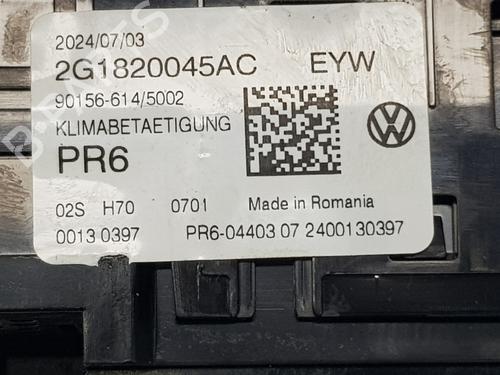 2024/07/03
2G1820045AC EYW
90156-614/5002
KLIMABETAETIGUNG
PR6
02S H70 0701 Made in Romania
0013 0397 PR6-04403 07 2400130397